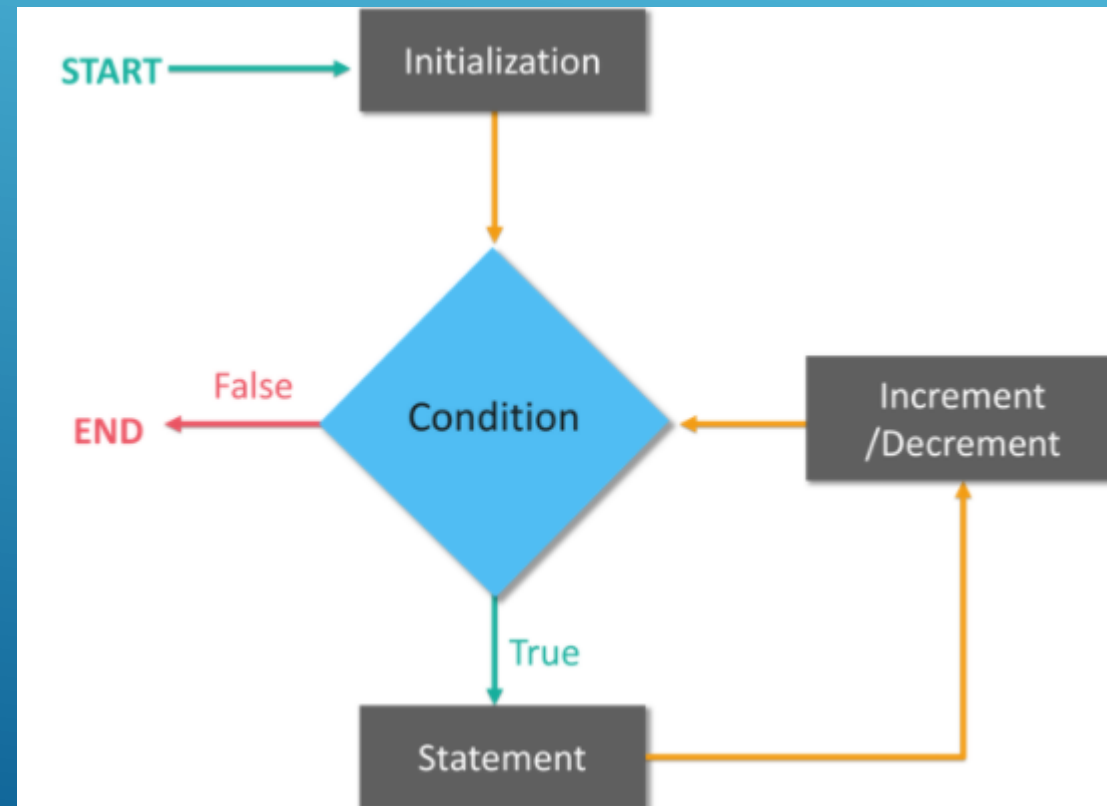 START
Initialization
False
END
Condition
Increment
/Decrement
True
Statement